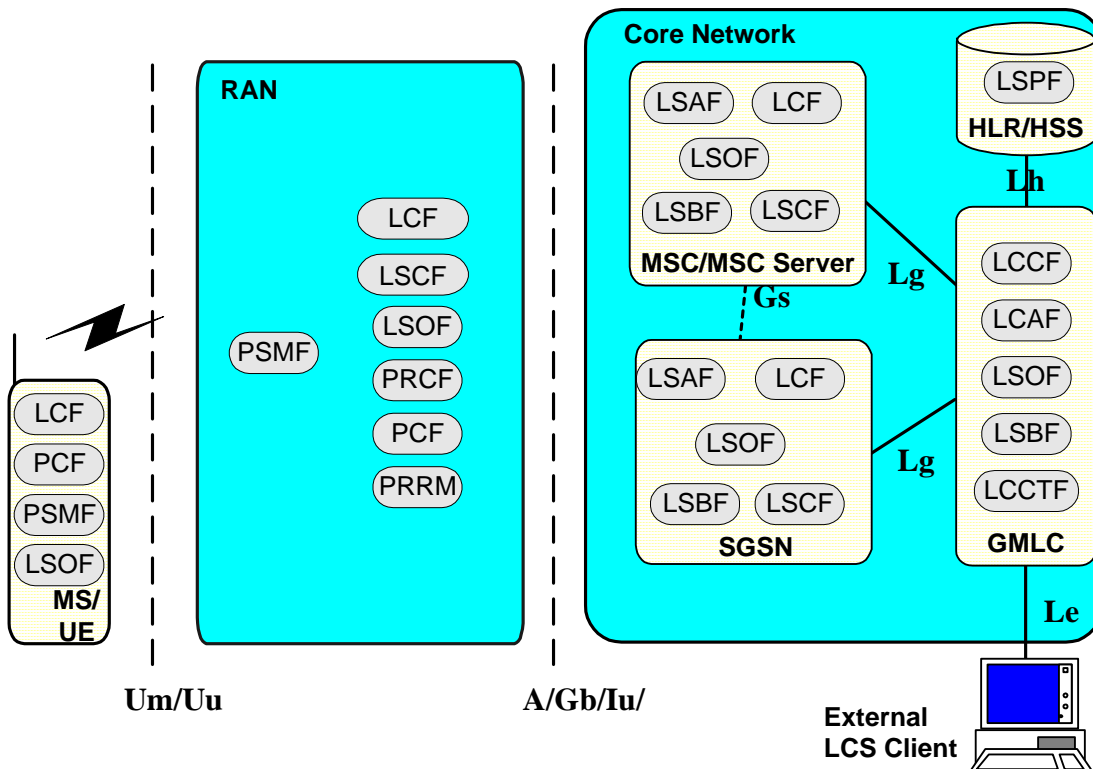 Core Network
RAN
LSAF
LCF
LSOF
LSBF
LSCF
MSC/MSC Server
LSPF
HLR/HSS
Lh
Lg
Gs
LCF
LSCF
LSOF
PSMF
PRCF
PCF
PRRM
LSAF
LCF
LSOF
LSBF
LSCF
SGSN
Lg
LCCF
LCAF
LSOF
LSBF
LCCTF
GMLC
LCF
PCF
PSMF
LSOF
MS/
UE
Le
Um/Uu
A/Gb/Iu/
External
LCS Client